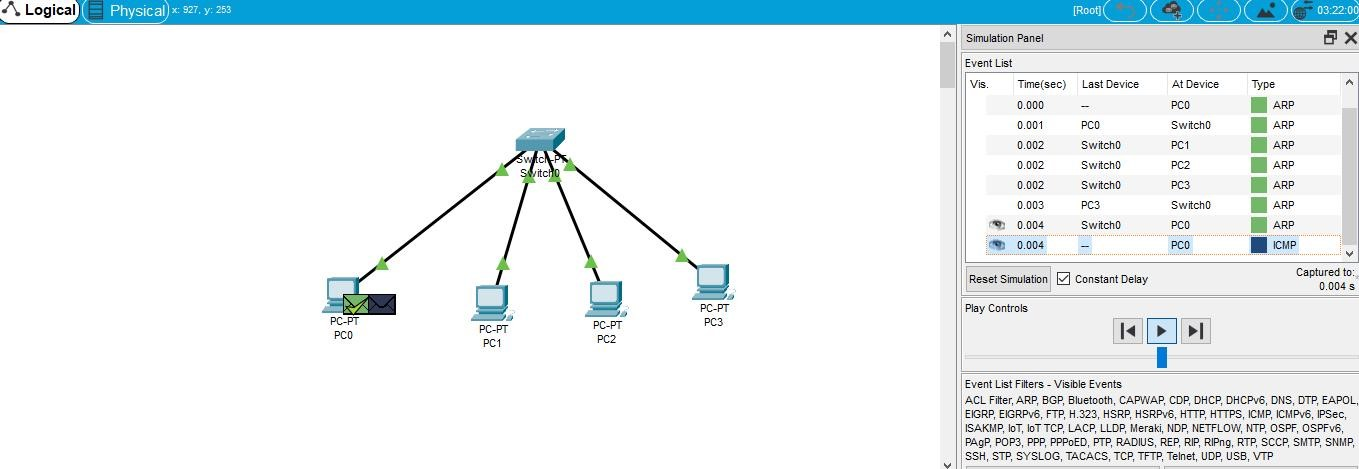 Logical Physical x: 927, y: 253 [Root] 03:22:00
Simulation Panel
Event List
Vis. Time(sec) Last Device At Device Type
0.000 -- PC0 ARP
0.001 PC0 Switch0 ARP
0.002 Switch0 PC1 ARP
0.002 Switch0 PC2 ARP
0.002 Switch0 PC3 ARP
0.003 PC3 Switch0 ARP
0.004 Switch0 PC0 ARP
0.004 -- PC0 ICMP
Reset Simulation Constant Delay Captured to:
0.004 s
Play Controls
Event List Filters - Visible Events
ACL Filter, ARP, BGP, Bluetooth, CAPWAP, CDP, DHCP, DHCPv6, DNS, DTP, EAPOL,
EIGRP, EIGRPv6, FTP, H.323, HSRP, HSRPv6, HTTP, HTTPS, ICMP, ICMPv6, IPSec,
ISAKMP, IoT, IoT TCP, LACP, LLDP, Meraki, NDP, NETFLOW, NTP, OSPF, OSPFv6,
PAgP, POP3, PPP, PPPoED, PTP, RADIUS, REP, RIP, RIPng, RTP, SCCP, SMTP, SNMP,
SSH, STP, SYSLOG, TACACS, TCP, TFTP, Telnet, UDP, USB, VTP
Switch-PT
Switch0
PC-PT
PC0
PC-PT
PC1
PC-PT
PC2
PC-PT
PC3